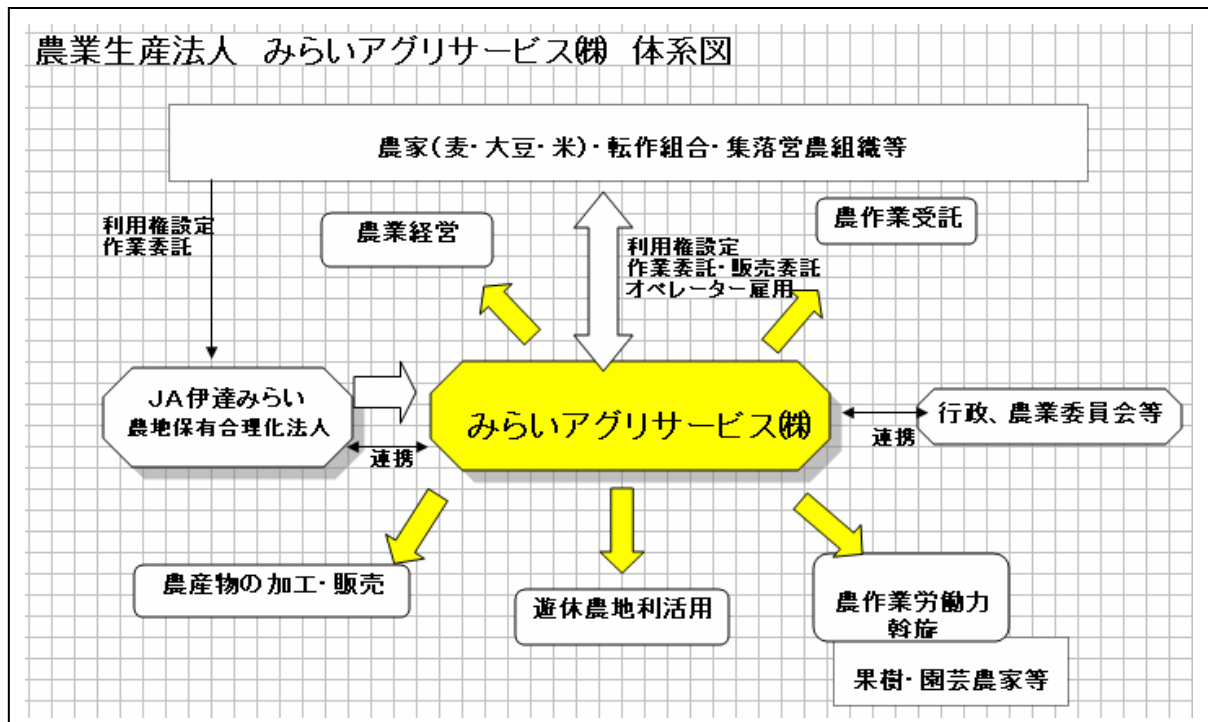 農業生産法人 みらいアグリサービス㈱ 体系図
農家(麦・大豆・米)・転作組合・集落営農組織等
利用権設定
作業委託
農業経営
利用権設定
作業委託・販売委託
オペレーター雇用
農作業受託
JA伊達みらい
農地保有合理化法人
連携
みらいアグリサービス㈱
行政、農業委員会等
連携
農産物の加工・販売
遊休農地利活用
農作業労働力
斡旋
果樹・園芸農家等